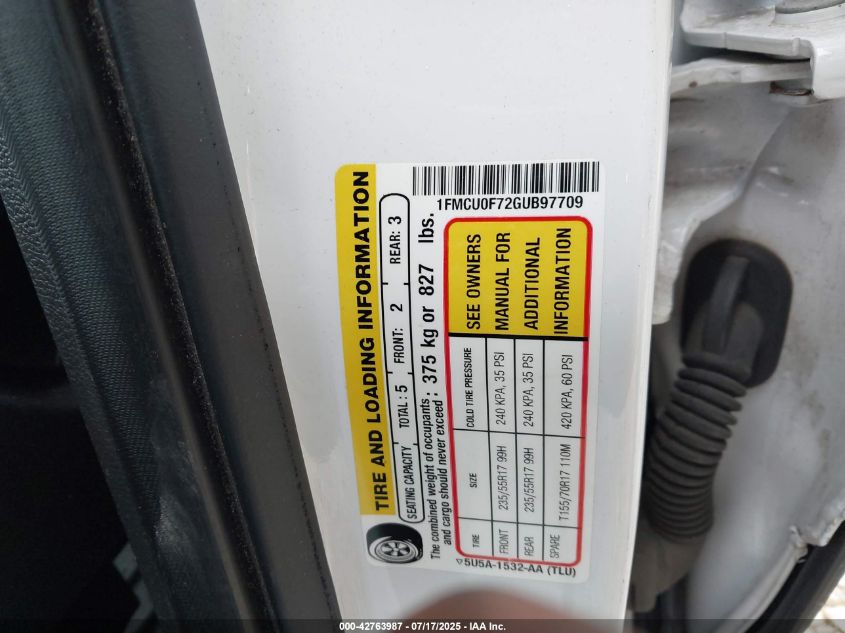 1FMCU0F72GUB97709
TIRE AND LOADING INFORMATION
SEATING CAPACITY TOTAL: 5 FRONT: 2 REAR: 3
The combined weight of occupants : 375 kg or 827 lbs.
and cargo should never exceed :
TIRE SIZE COLD TIRE PRESSURE
FRONT 235/55R17 99H 240 KPA, 35 PSI
REAR 235/55R17 99H 240 KPA, 35 PSI
SPARE T155/70R17 110M 420 KPA, 60 PSI
SEE OWNERS
MANUAL FOR
ADDITIONAL
INFORMATION
5U5A-1532-AA (TLU)
000-42763987 - 07/17/2025 - IAA Inc.